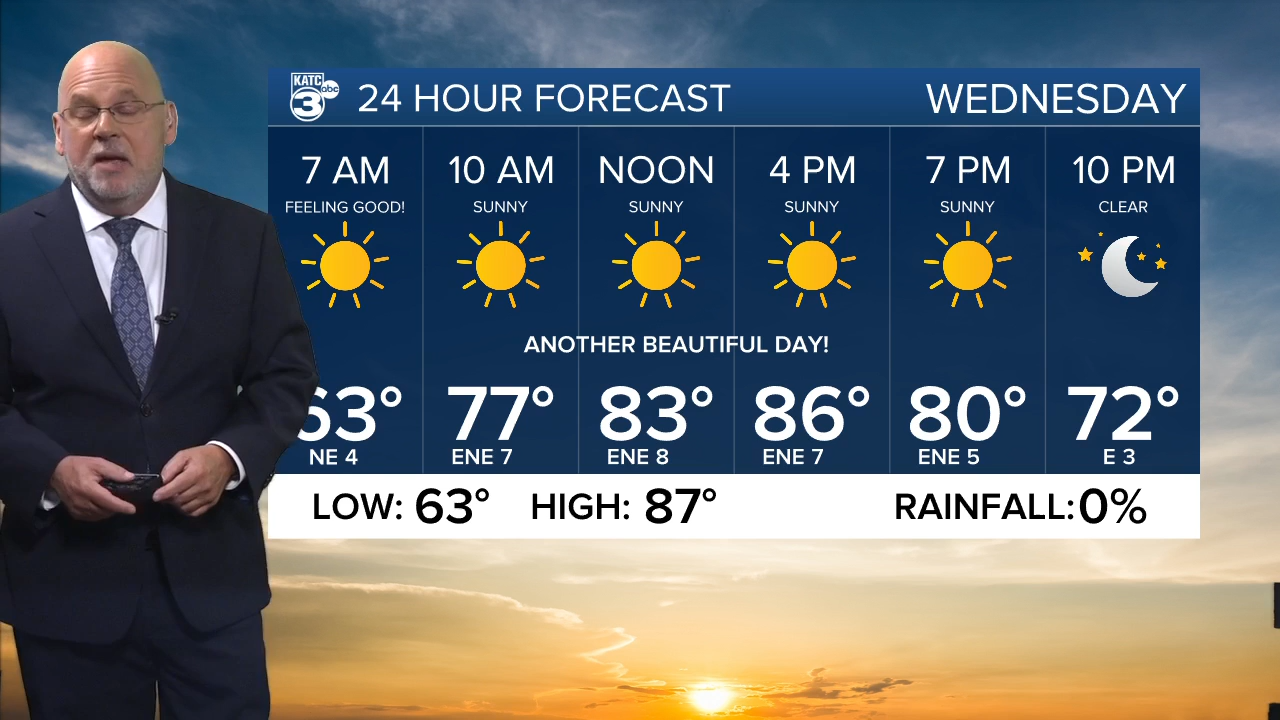 KATC
3 abc
24 HOUR FORECAST
WEDNESDAY
7 AM
10 AM
NOON
4 PM
7 PM
10 PM
FEELING GOOD!
SUNNY
SUNNY
SUNNY
SUNNY
CLEAR
ANOTHER BEAUTIFUL DAY!
63°
77°
83°
86°
80°
72°
NE 4
ENE 7
ENE 8
ENE 7
ENE 5
E 3
LOW: 63° HIGH: 87° RAINFALL: 0%